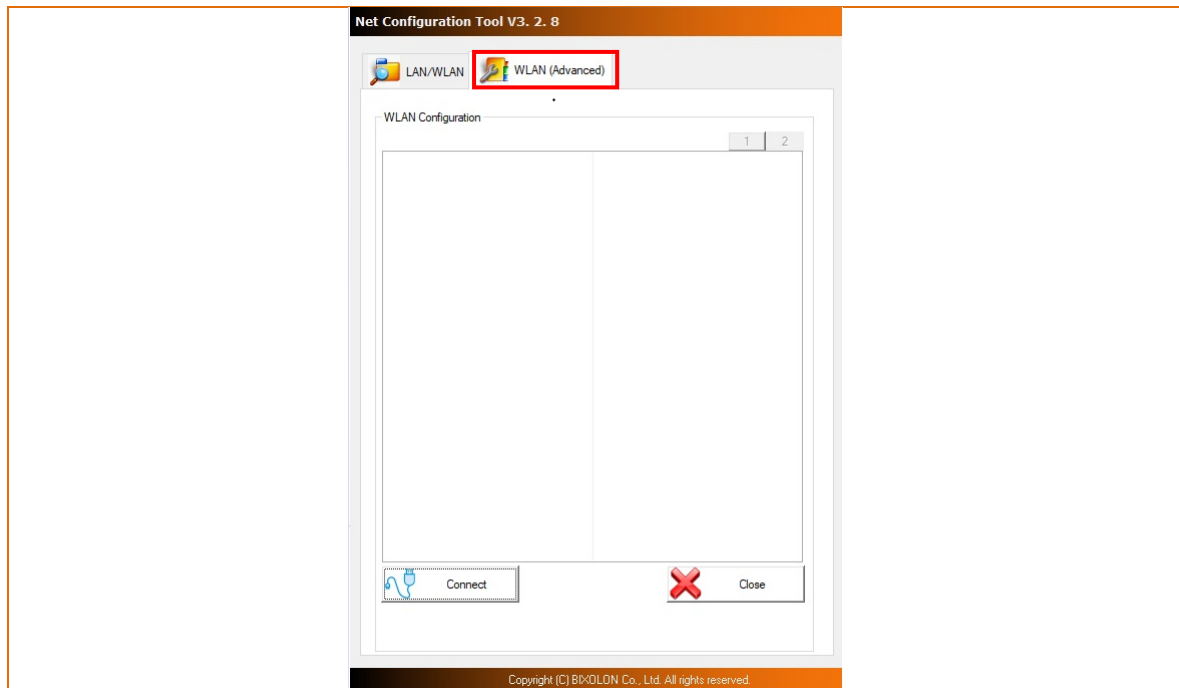 Net Configuration Tool V3. 2. 8
LAN/WLAN
WLAN (Advanced)
WLAN Configuration
1 2
Connect
Close
Copyright (C) BIXOLON Co., Ltd. All rights reserved.